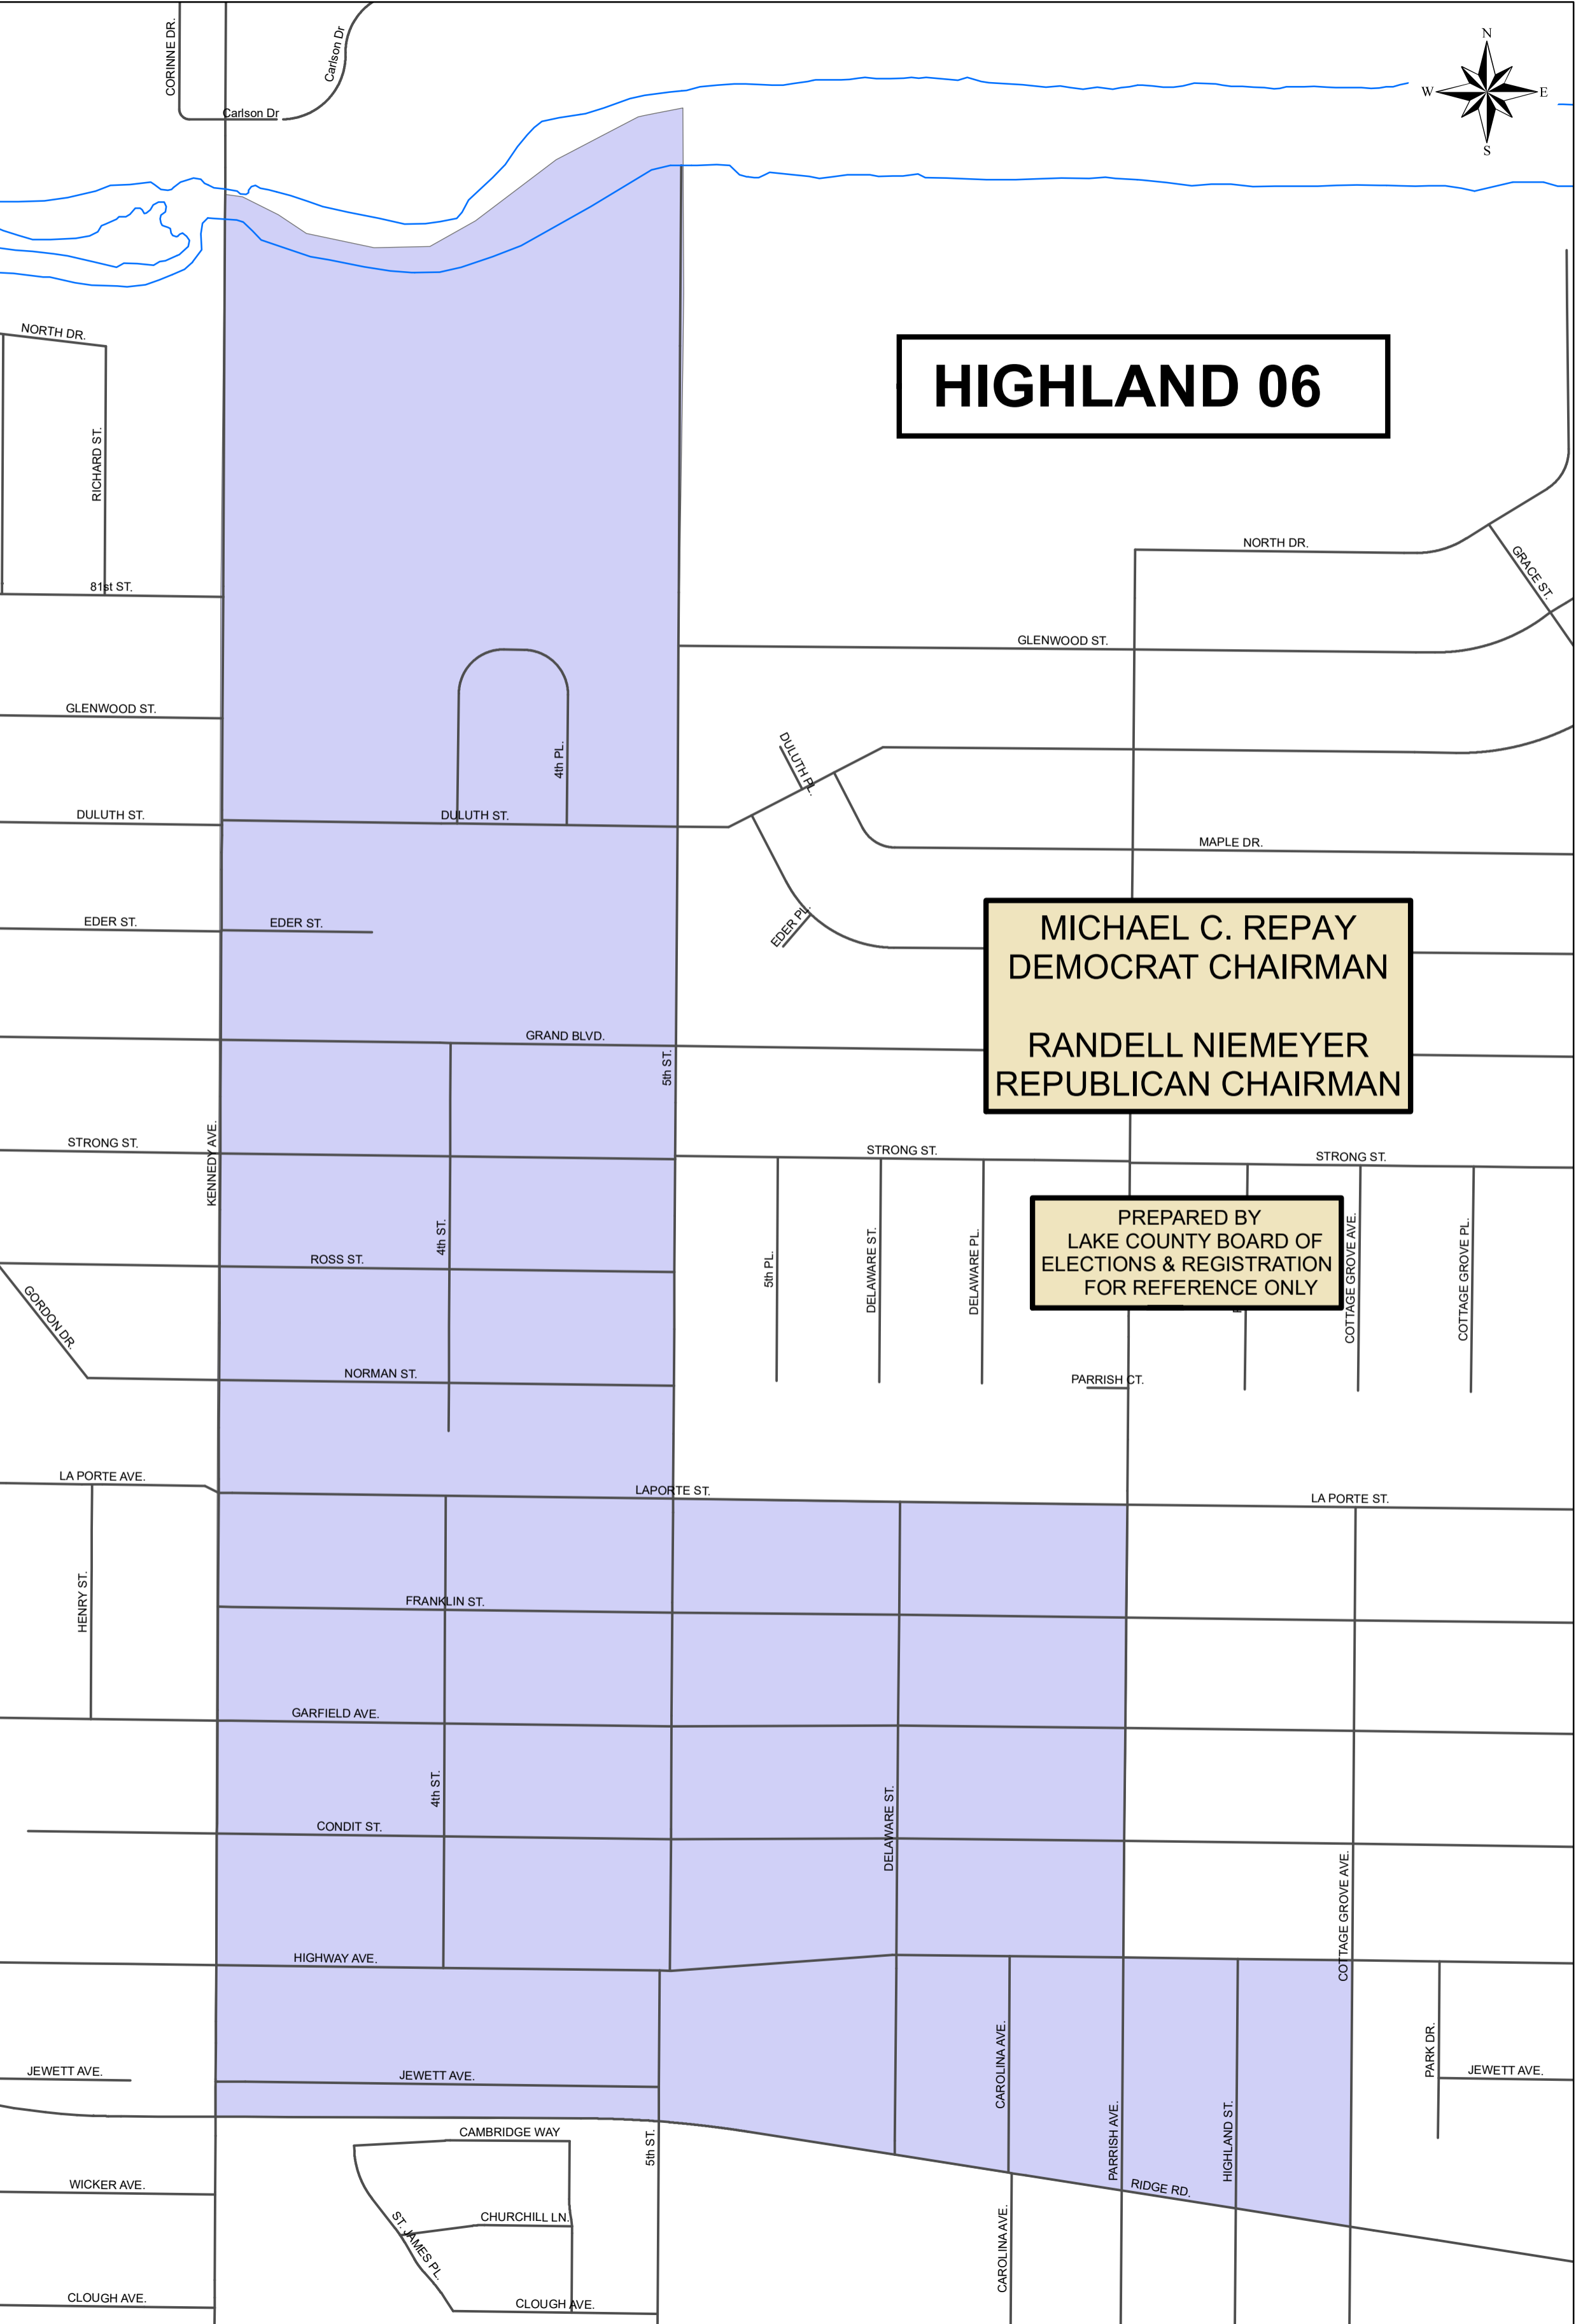 CORINNE DR.
Carlson Dr
Carlson Dr
N
W
E
S
NORTH DR.
HIGHLAND 06
RICHARD ST.
NORTH DR.
GRACE ST.
81st ST.
GLENWOOD ST.
GLENWOOD ST.
4th PL.
DULUTH PL.
DULUTH ST.
DULUTH ST.
MAPLE DR.
EDER ST.
EDER ST.
EDER PL.
MICHAEL C. REPAY
DEMOCRAT CHAIRMAN
RANDELL NIEMEYER
REPUBLICAN CHAIRMAN
GRAND BLVD.
5th ST.
KENNEDY AVE.
STRONG ST.
STRONG ST.
STRONG ST.
4th ST.
ROSS ST.
5th PL.
DELAWARE ST.
DELAWARE PL.
PREPARED BY
LAKE COUNTY BOARD OF
ELECTIONS & REGISTRATION
FOR REFERENCE ONLY
COTTAGE GROVE AVE.
COTTAGE GROVE PL.
GORDON DR.
NORMAN ST.
PARRISH CT.
LA PORTE AVE.
LAPORTE ST.
LA PORTE ST.
HENRY ST.
FRANKLIN ST.
GARFIELD AVE.
4th ST.
CONDIT ST.
DELAWARE ST.
COTTAGE GROVE AVE.
HIGHWAY AVE.
JEWETT AVE.
JEWETT AVE.
CAROLINA AVE.
PARK DR.
JEWETT AVE.
CAMBRIDGE WAY
5th ST.
PARRISH AVE.
HIGHLAND ST.
RIDGE RD.
WICKER AVE.
ST. JAMES PL.
CHURCHILL LN.
CAROLINA AVE.
CLOUGH AVE.
CLOUGH AVE.